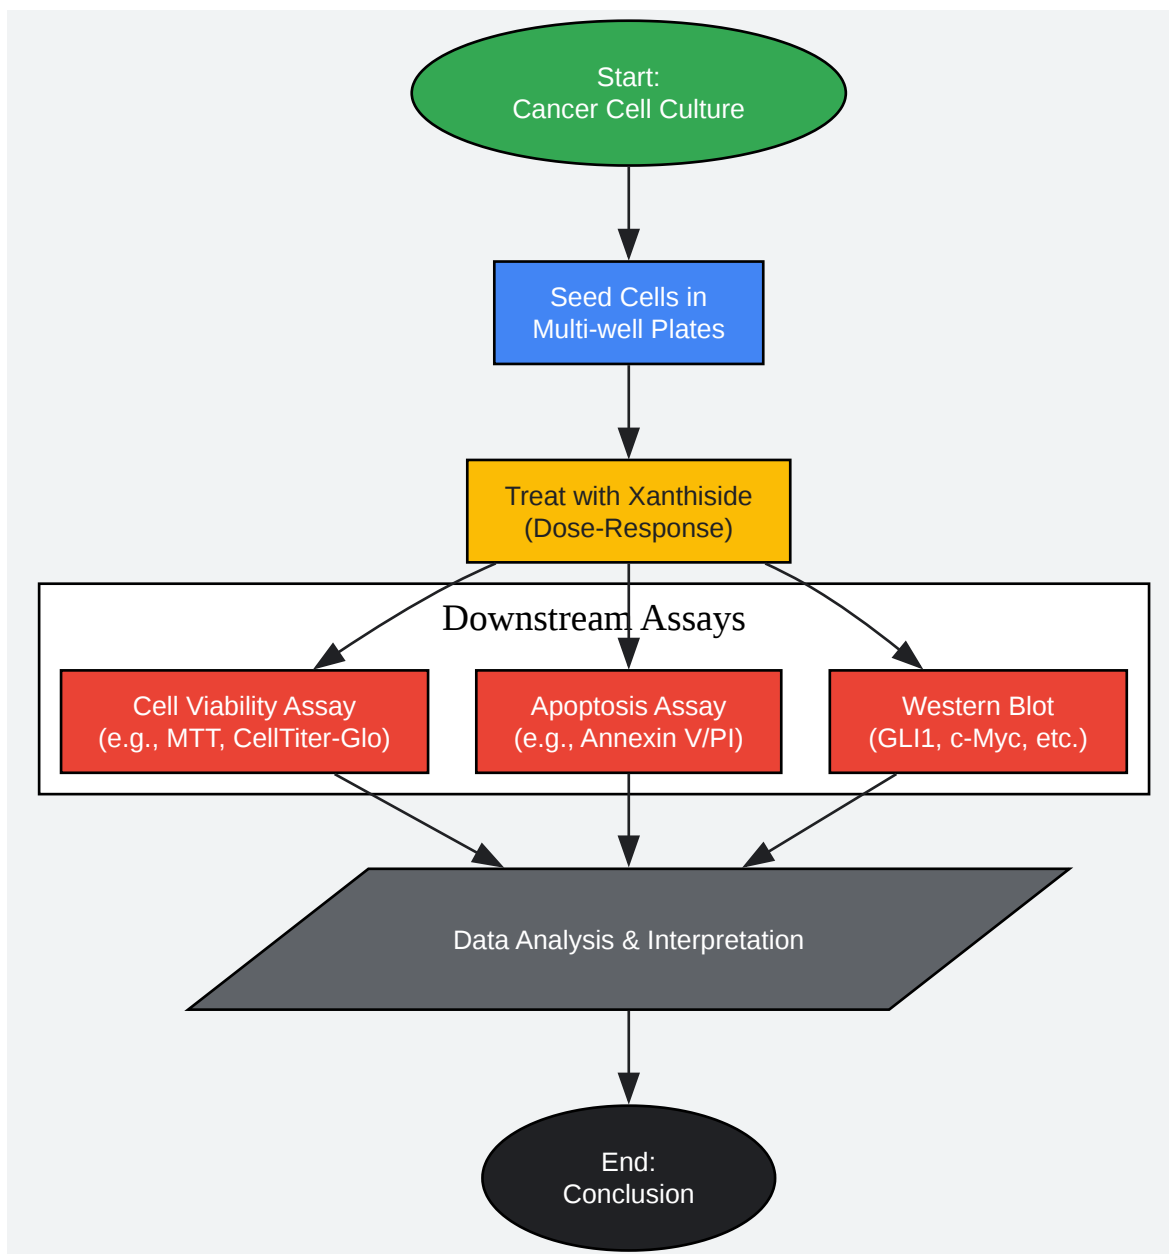 Start:
Cancer Cell Culture
Seed Cells in
Multi-well Plates
Treat with Xanthiside
(Dose-Response)
Downstream Assays
Cell Viability Assay
(e.g., MTT, CellTiter-Glo)
Apoptosis Assay
(e.g., Annexin V/PI)
Western Blot
(GLI1, c-Myc, etc.)
Data Analysis & Interpretation
End:
Conclusion